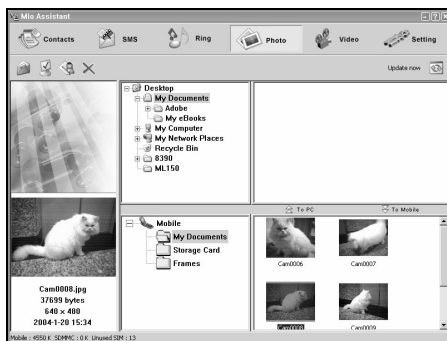 Mio Assistant
Contacts SMS Ring Photo Video Setting
Update now
Desktop
My Documents
Adobe
My eBooks
My Computer
My Network Places
Recycle Bin
8390
ML150
To PC To Mobile
Mobile
My Documents
Storage Card
Frames
Cam0006 Cam0007
Cam0008 Cam0009
Cam0008.jpg
37699 bytes
640 × 480
2004-1-20 15:34
Mobile : 4550 K SDMMC : 0 K Unused SIM : 13